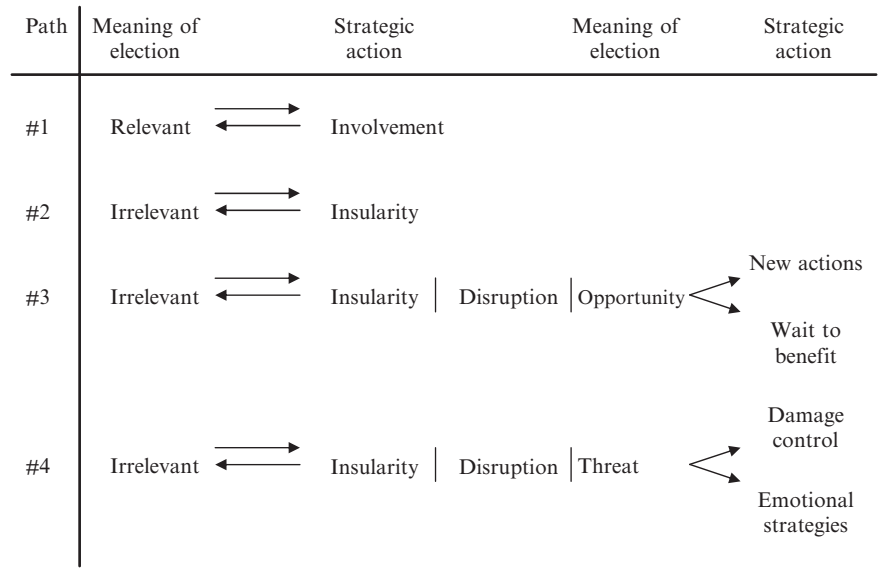 Path Meaning of Strategic Meaning of Strategic
election action election action
#1 Relevant Involvement
#2 Irrelevant Insularity
New actions
#3 Irrelevant Insularity Disruption Opportunity
Wait to
benefit
Damage
control
#4 Irrelevant Insularity Disruption Threat
Emotional
strategies